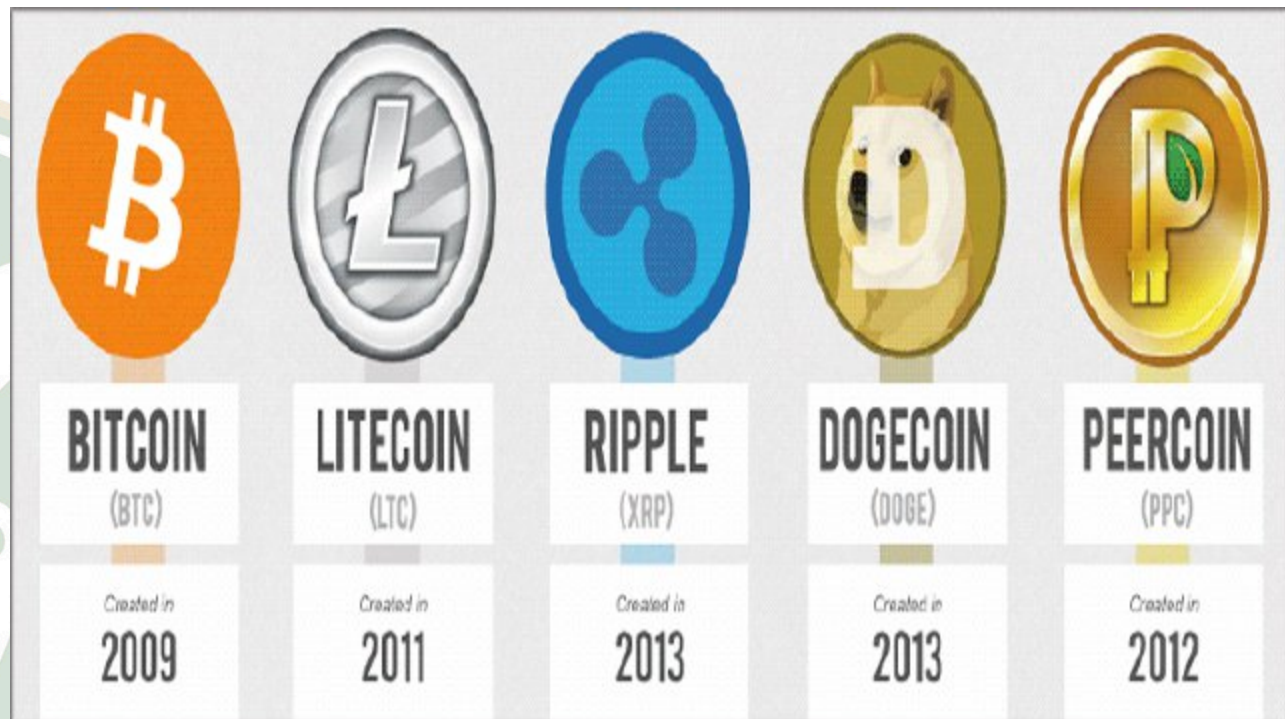 BITCOIN
(BTC)
Created in
2009
LITECOIN
(LTC)
Created in
2011
RIPPLE
(XRP)
Created in
2013
DOGECOIN
(DOGE)
Created in
2013
PEERCOIN
(PPC)
Created in
2012